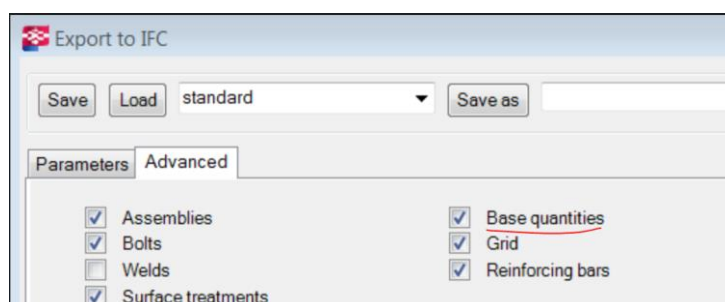 Export to IFC
Save Load standard Save as
Parameters Advanced
Assemblies Base quantities
Bolts Grid
Welds Reinforcing bars
Surface treatments